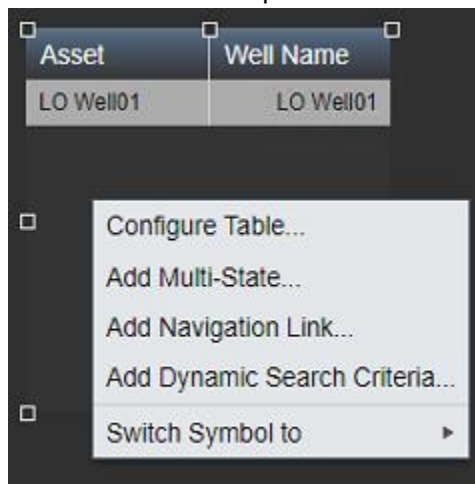 Asset Well Name
LO Well01 LO Well01
Configure Table...
Add Multi-State...
Add Navigation Link...
Add Dynamic Search Criteria...
Switch Symbol to